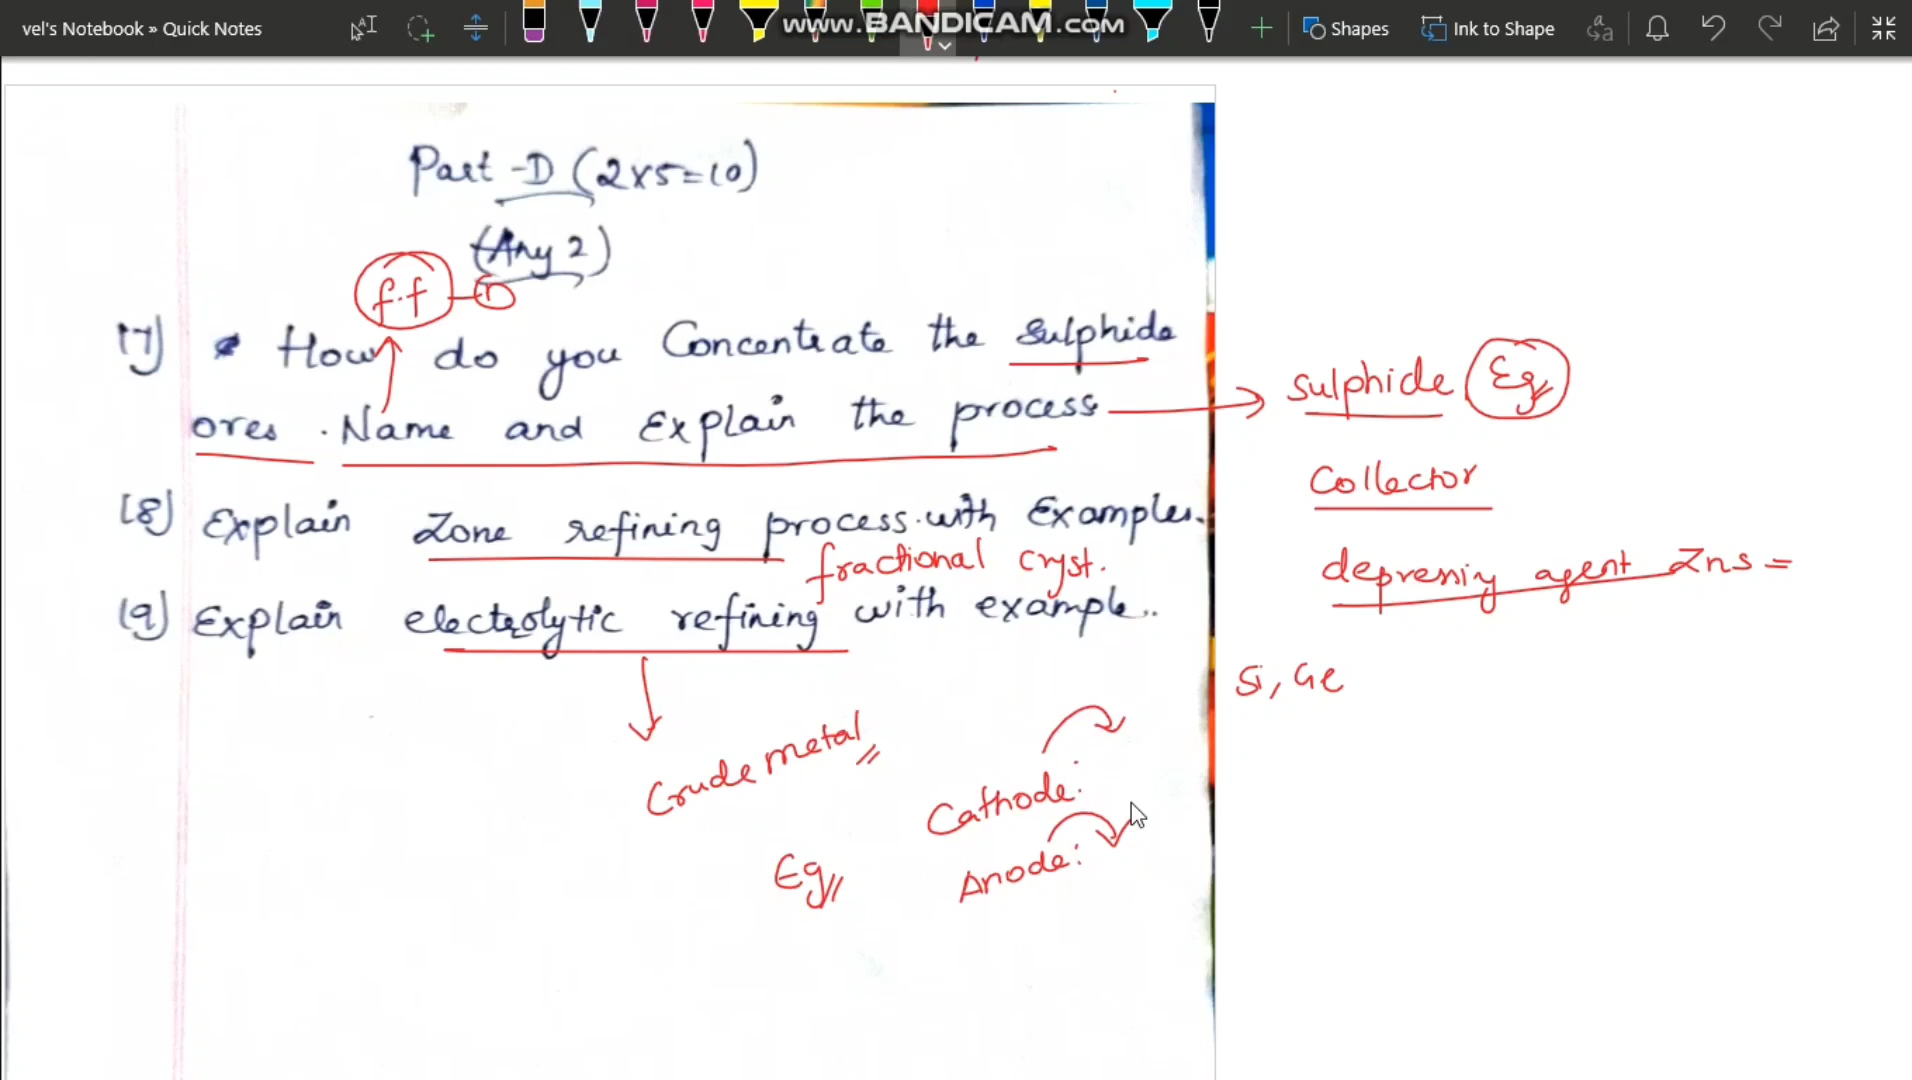 vel's Notebook » Quick Notes
www.BANDICAM.com
Shapes
Ink to Shape
Part-D (2x5=10)
(Any 2)
f.f
17) How do you Concentrate the Sulphide
ores. Name and Explain the process
sulphide Eg
Collector
18) Explain Zone refining process with Examples.
fractional cryst.
depressing agent Zns =
19) Explain electrolytic refining with example..
Si, Ge
Crude metal
Cathode:
Anode:
Eg